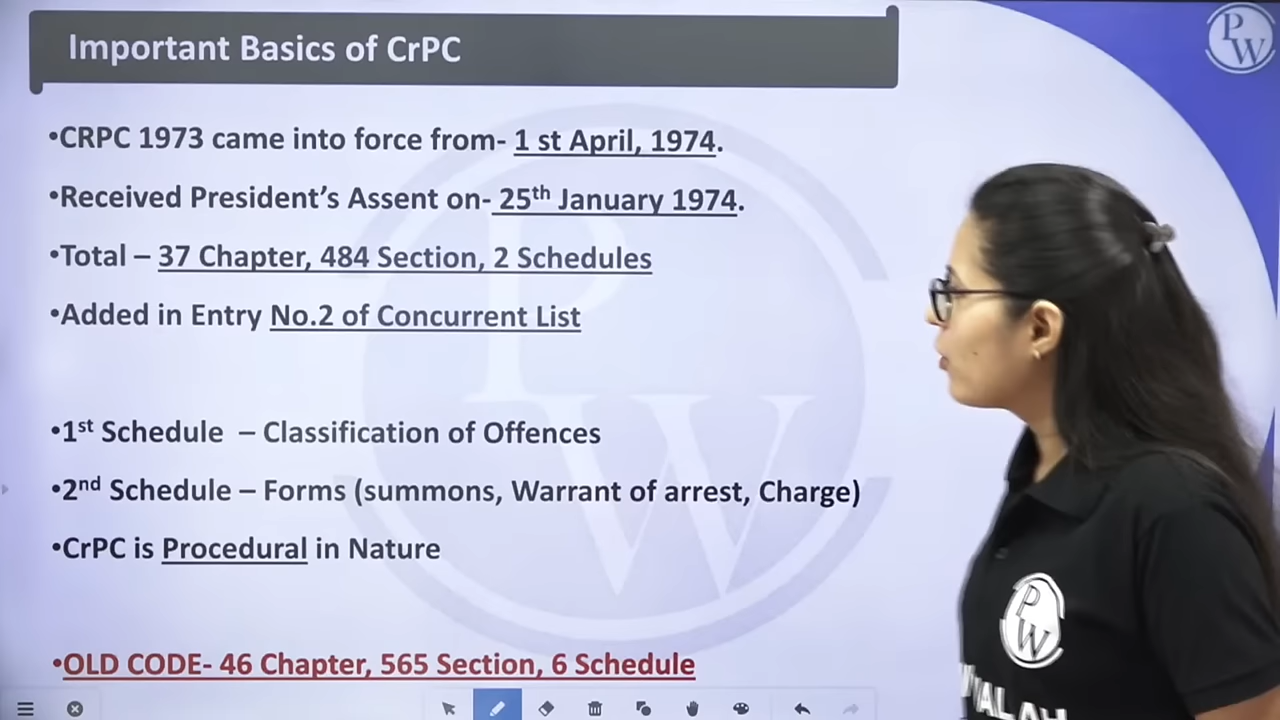 Important Basics of CrPC
PW
•CRPC 1973 came into force from- 1 st April, 1974.
•Received President’s Assent on- 25th January 1974.
•Total – 37 Chapter, 484 Section, 2 Schedules
•Added in Entry No.2 of Concurrent List
•1st Schedule – Classification of Offences
•2nd Schedule – Forms (summons, Warrant of arrest, Charge)
•CrPC is Procedural in Nature
•OLD CODE- 46 Chapter, 565 Section, 6 Schedule
PW
PW